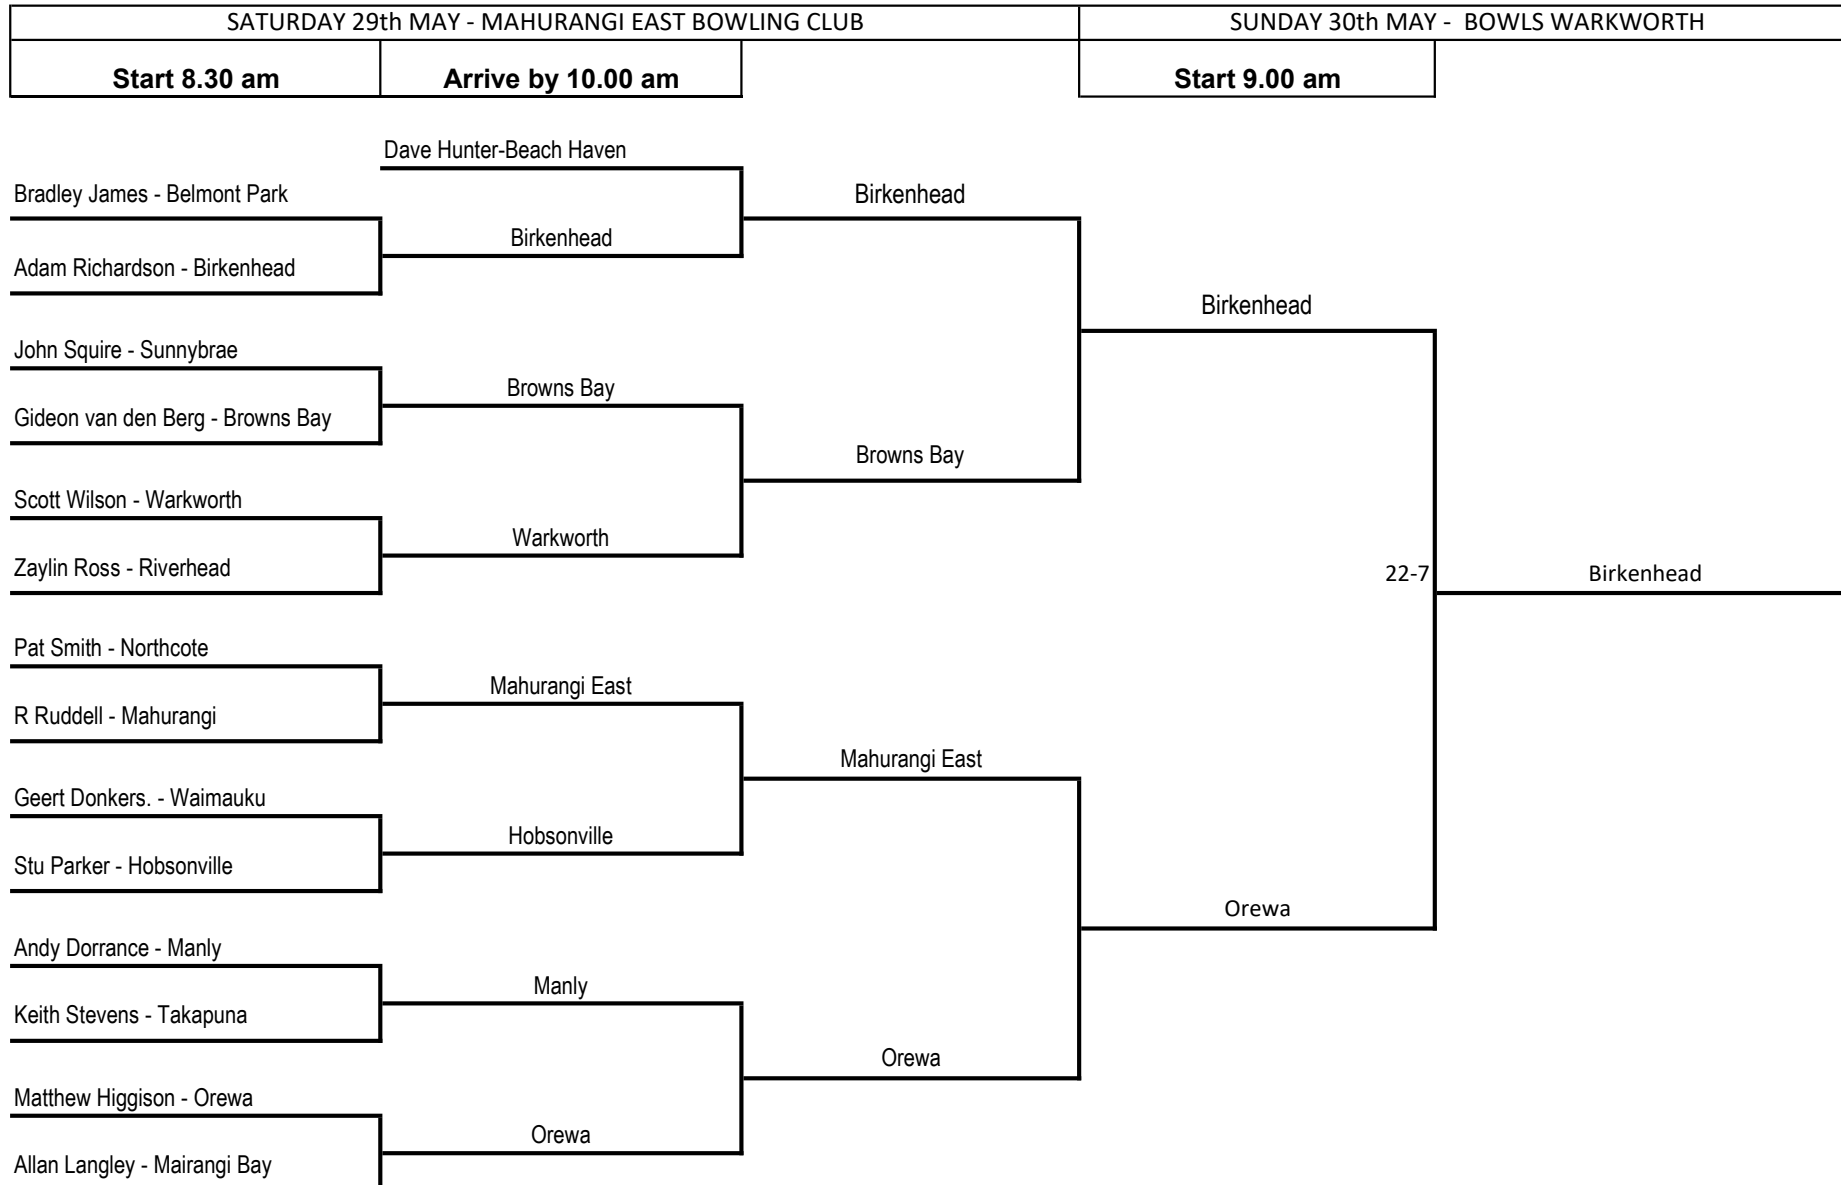 SATURDAY 29th MAY - MAHURANGI EAST BOWLING CLUB
SUNDAY 30th MAY - BOWLS WARKWORTH
Start 8.30 am
Arrive by 10.00 am
Start 9.00 am
Dave Hunter-Beach Haven
Bradley James - Belmont Park
Birkenhead
Birkenhead
Adam Richardson - Birkenhead
Birkenhead
John Squire - Sunnybrae
Browns Bay
Gideon van den Berg - Browns Bay
Browns Bay
Scott Wilson - Warkworth
Warkworth
Zaylin Ross - Riverhead
22-7
Birkenhead
Pat Smith - Northcote
Mahurangi East
R Ruddell - Mahurangi
Mahurangi East
Geert Donkers. - Waimauku
Hobsonville
Stu Parker - Hobsonville
Orewa
Andy Dorrance - Manly
Manly
Keith Stevens - Takapuna
Orewa
Matthew Higgison - Orewa
Orewa
Allan Langley - Mairangi Bay